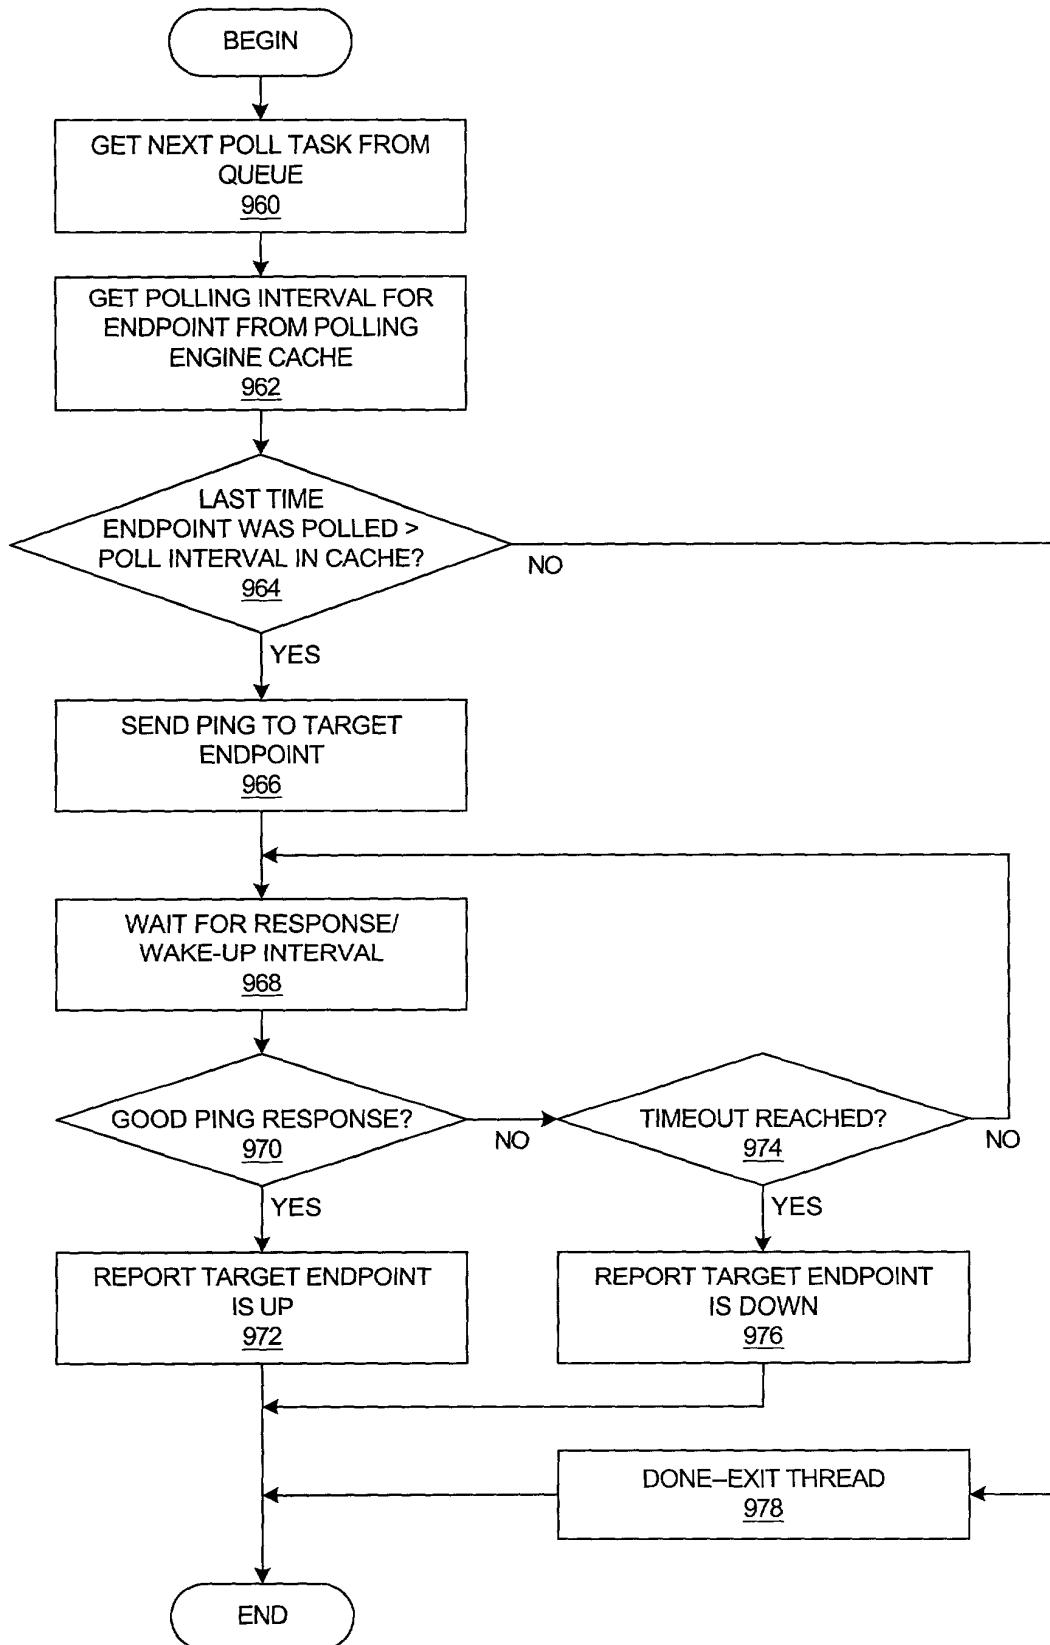 BEGIN
GET NEXT POLL TASK FROM
QUEUE
960
GET POLLING INTERVAL FOR
ENDPOINT FROM POLLING
ENGINE CACHE
962
LAST TIME
ENDPOINT WAS POLLED >
POLL INTERVAL IN CACHE?
964
NO
YES
SEND PING TO TARGET
ENDPOINT
966
WAIT FOR RESPONSE/
WAKE-UP INTERVAL
968
GOOD PING RESPONSE?
970
NO
YES
TIMEOUT REACHED?
974
NO
YES
REPORT TARGET ENDPOINT
IS UP
972
REPORT TARGET ENDPOINT
IS DOWN
976
DONE–EXIT THREAD
978
END